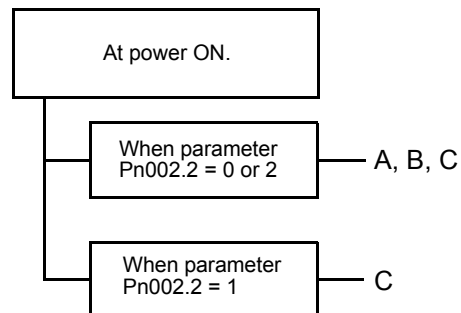 At power ON.
When parameter
Pn002.2 = 0 or 2
A, B, C
When parameter
Pn002.2 = 1
C